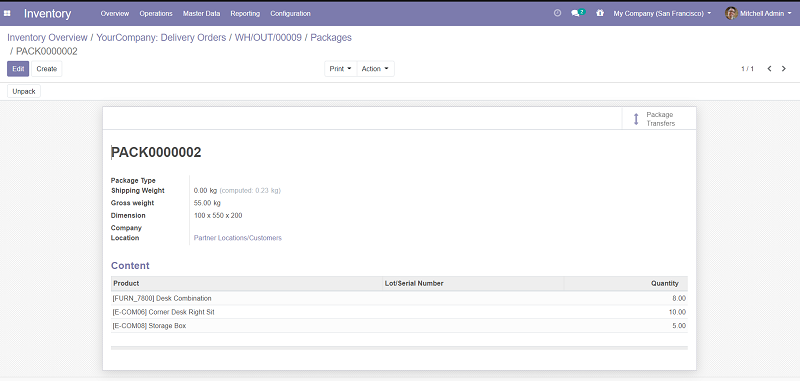 Inventory Overview Operations Master Data Reporting Configuration 2 My Company (San Francisco) Mitchell Admin
Inventory Overview / YourCompany: Delivery Orders / WH/OUT/00009 / Packages
/ PACK0000002
Edit Create Print Action 1 / 1
Unpack
Package
Transfers
PACK0000002
Package Type
Shipping Weight 0.00 kg (computed: 0.23 kg)
Gross weight 55.00 kg
Dimension 100 x 550 x 200
Company
Location Partner Locations/Customers
Content
Product Lot/Serial Number Quantity
[FURN_7800] Desk Combination 8.00
[E-COM06] Corner Desk Right Sit 10.00
[E-COM08] Storage Box 5.00